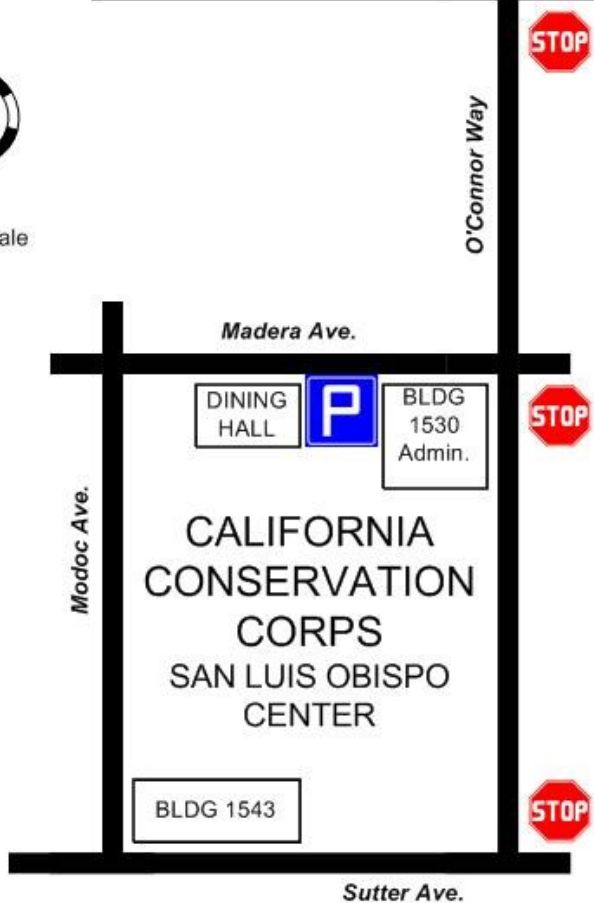 STOP
O'Connor Way
ale
Madera Ave.
DINING
HALL
P
BLDG
1530
Admin.
STOP
Modoc Ave.
CALIFORNIA
CONSERVATION
CORPS
SAN LUIS OBISPO
CENTER
BLDG 1543
STOP
Sutter Ave.